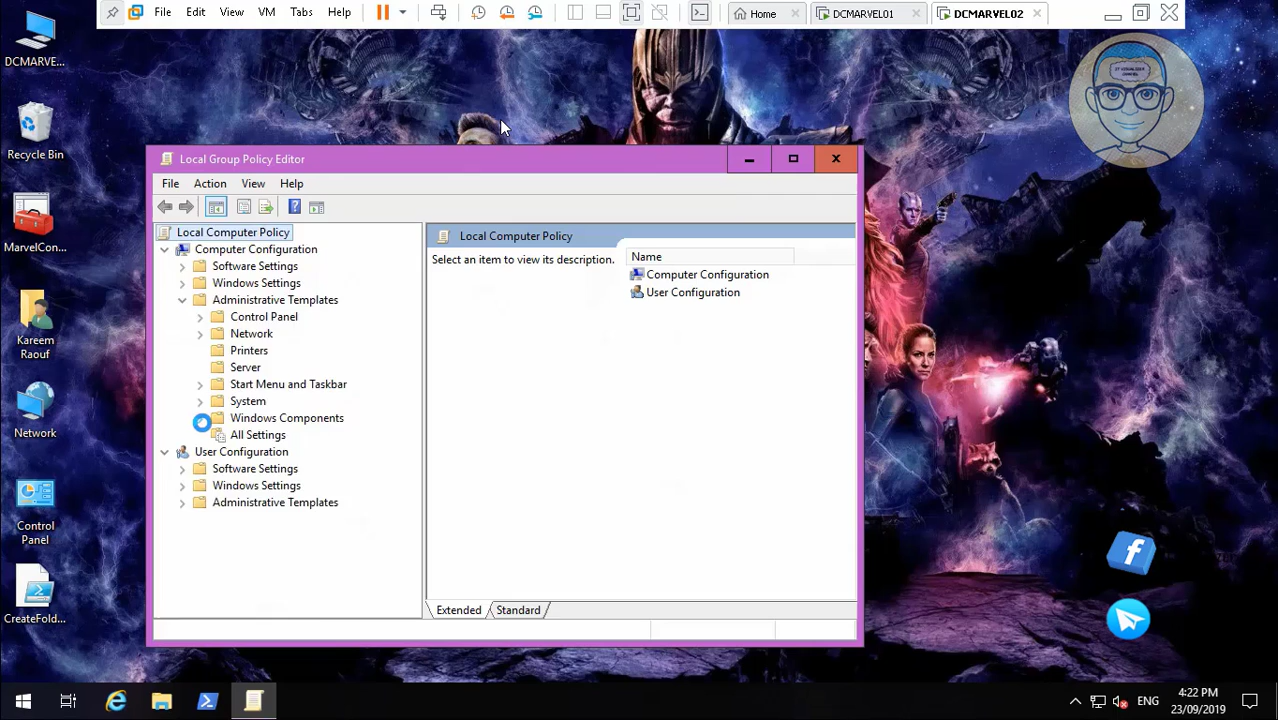 File Edit View VM Tabs Help
Home DCMARVEL01 DCMARVEL02
DCMARVE...
Recycle Bin
MarvelCon...
Kareem
Raouf
Network
Control
Panel
CreateFold...
Local Group Policy Editor
File Action View Help
Local Computer Policy
Computer Configuration
Software Settings
Windows Settings
Administrative Templates
Control Panel
Network
Printers
Server
Start Menu and Taskbar
System
Windows Components
All Settings
User Configuration
Software Settings
Windows Settings
Administrative Templates
Local Computer Policy
Select an item to view its description.
Name
Computer Configuration
User Configuration
Extended Standard
ENG
4:22 PM
23/09/2019